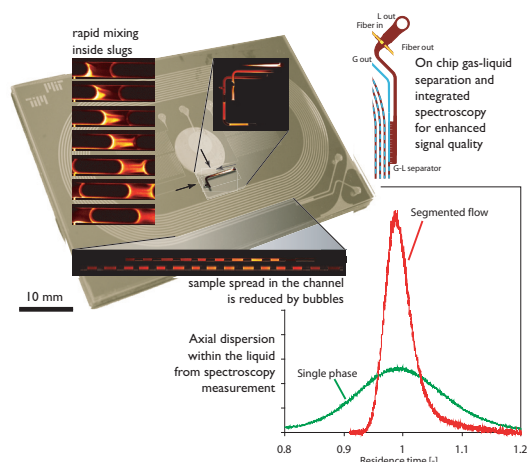 rapid mixing
inside slugs
L out
Fiber in
Fiber out
G out
On chip gas-liquid
separation and
integrated
spectroscopy
for enhanced
signal quality
G-L separator
10 mm
sample spread in the channel
is reduced by bubbles
Segmented flow
Axial dispersion
within the liquid
from spectroscopy
measurement
Single phase
0.8
0.9
1
1.1
1.2
Residence time [-]